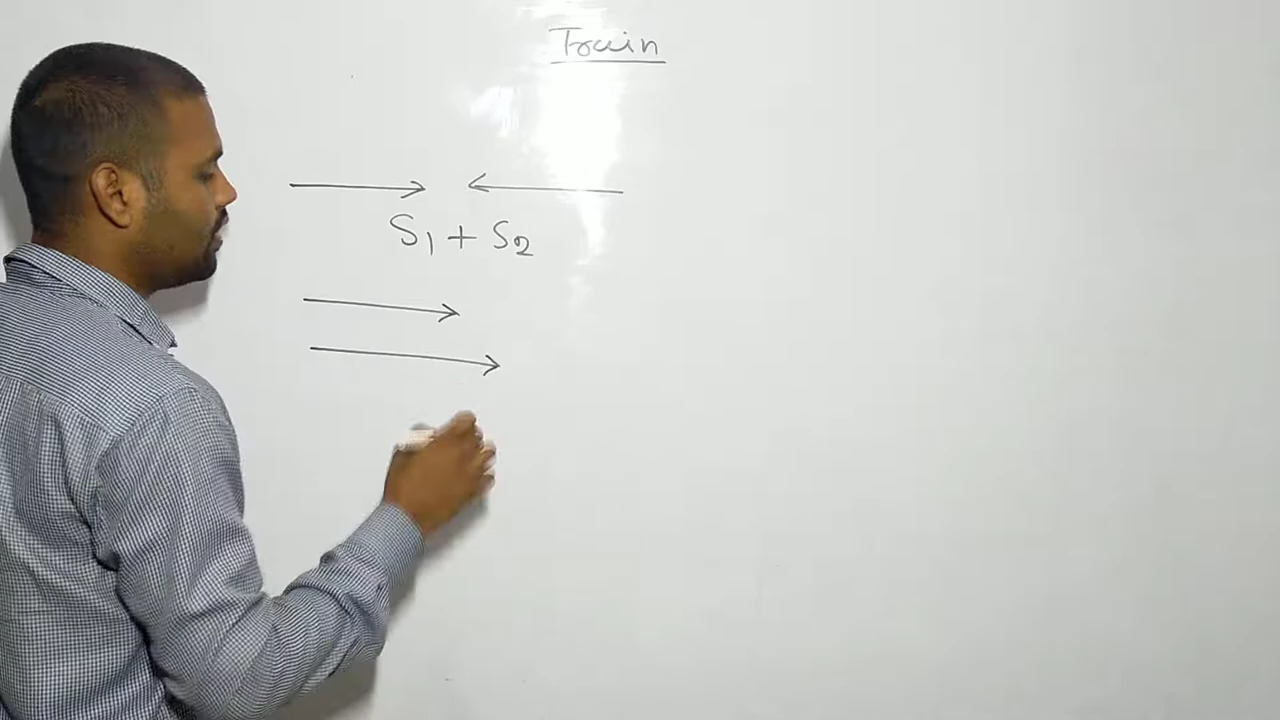 Train
S₁ + S₂